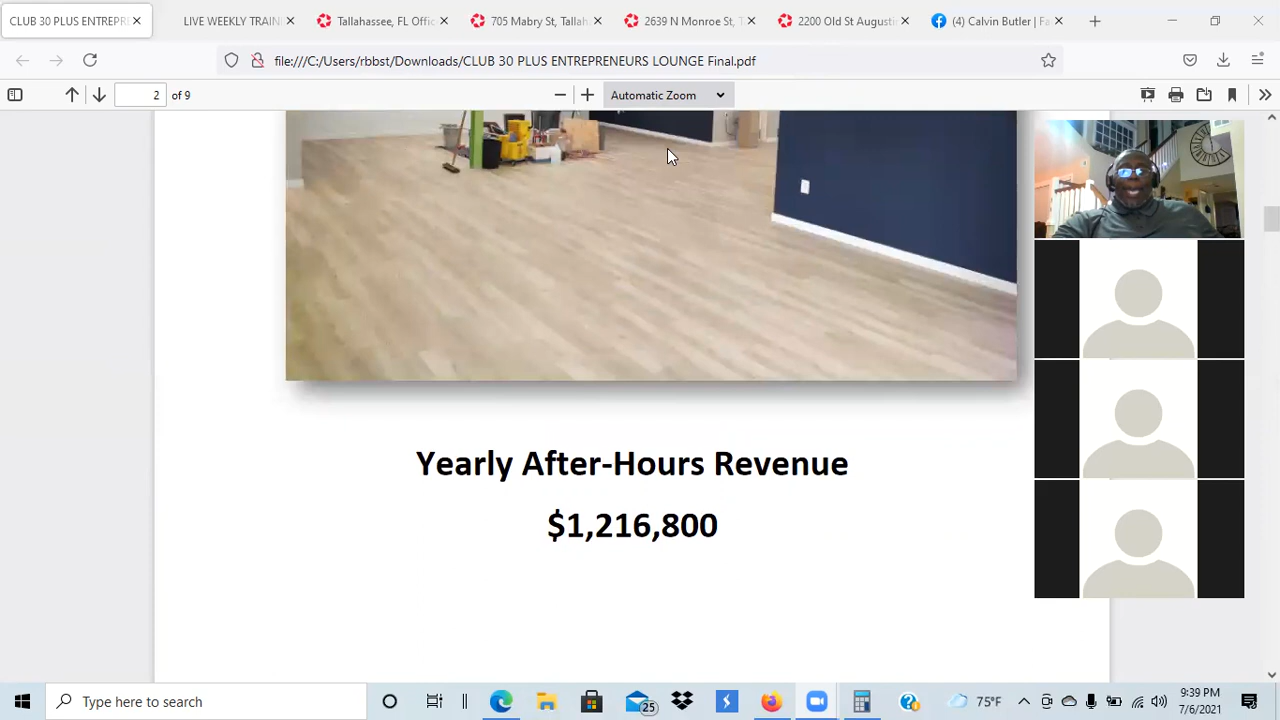 CLUB 30 PLUS ENTREPR
LIVE WEEKLY TRAIN
Tallahassee, FL Offic
705 Mabry St, Tallah
2639 N Monroe St, T
2200 Old St Augusti
(4) Calvin Butler | Fa
file:///C:/Users/rbbst/Downloads/CLUB 30 PLUS ENTREPRENEURS LOUNGE Final.pdf
2 of 9
Automatic Zoom
Yearly After-Hours Revenue
$1,216,800
Type here to search
25
75°F
9:39 PM
7/6/2021